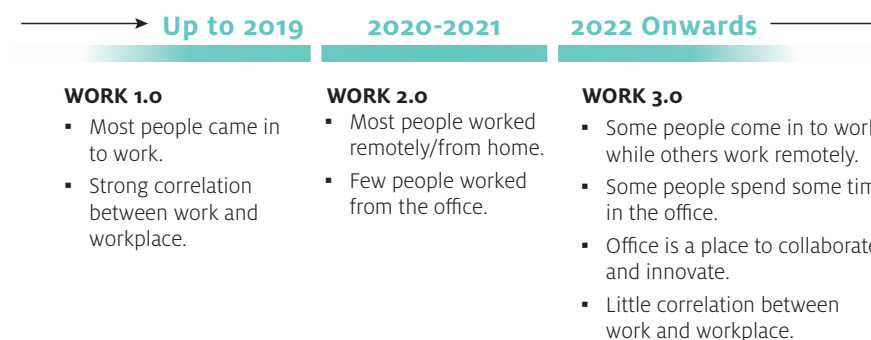 Up to 2019
2020-2021
2022 Onwards
WORK 1.0
▪ Most people came in
to work.
▪ Strong correlation
between work and
workplace.
WORK 2.0
▪ Most people worked
remotely/from home.
▪ Few people worked
from the office.
WORK 3.0
▪ Some people come in to
while others work remotely.
▪ Some people spend some
in the office.
▪ Office is a place to
and innovate.
▪ Little correlation between
work and workplace.